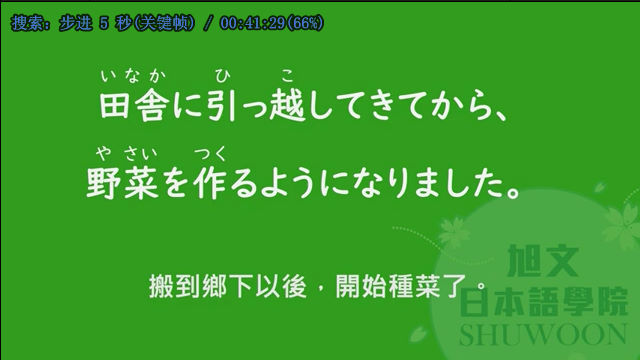 搜索: 步进 5 秒(关键帧) / 00:41:29(66%)
いなか ひ こ
田舎に引っ越してきてから、
や さい つく
野菜を作るようになりました。
搬到鄉下以後，開始種菜了。
旭文
日本語學院
SHUWOON